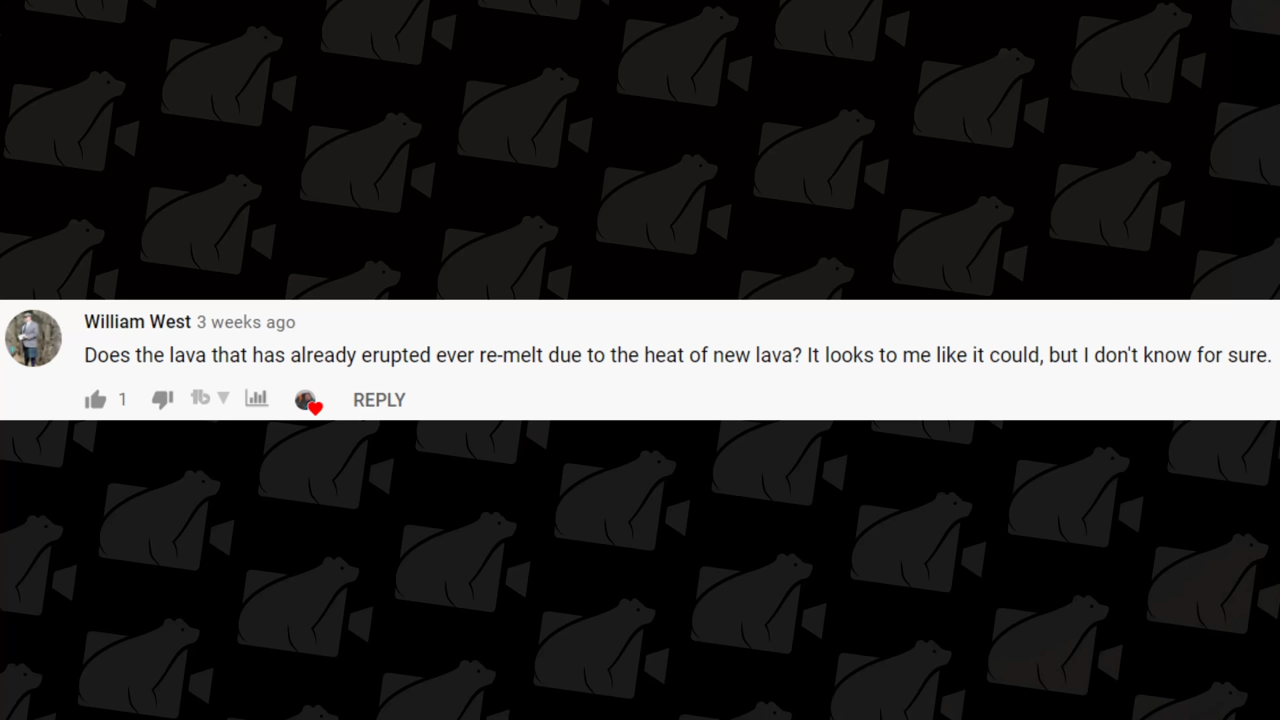 William West 3 weeks ago
Does the lava that has already erupted ever re-melt due to the heat of new lava? It looks to me like it could, but I don't know for sure.
1 tb REPLY